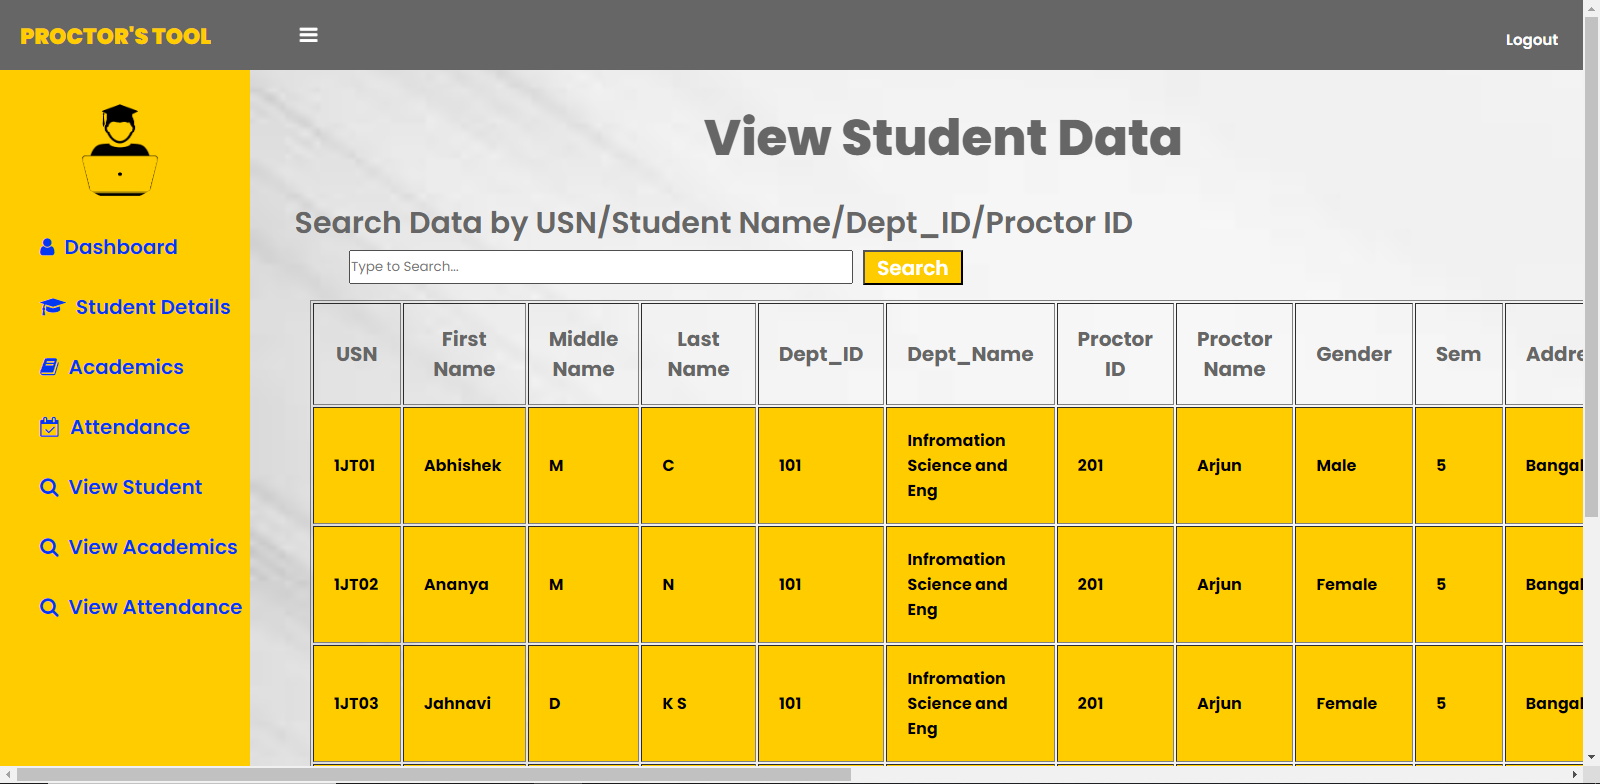 PROCTOR'S TOOL
Logout
Dashboard
Student Details
Academics
Attendance
View Student
View Academics
View Attendance
View Student Data
Search Data by USN/Student Name/Dept_ID/Proctor ID
Type to Search...
Search
USN First Name Middle Name Last Name Dept_ID Dept_Name Proctor ID Proctor Name Gender Sem Addre
1JT01 Abhishek M C 101 Infromation Science and Eng 201 Arjun Male 5 Bangal
1JT02 Ananya M N 101 Infromation Science and Eng 201 Arjun Female 5 Bangal
1JT03 Jahnavi D K S 101 Infromation Science and Eng 201 Arjun Female 5 Bangal